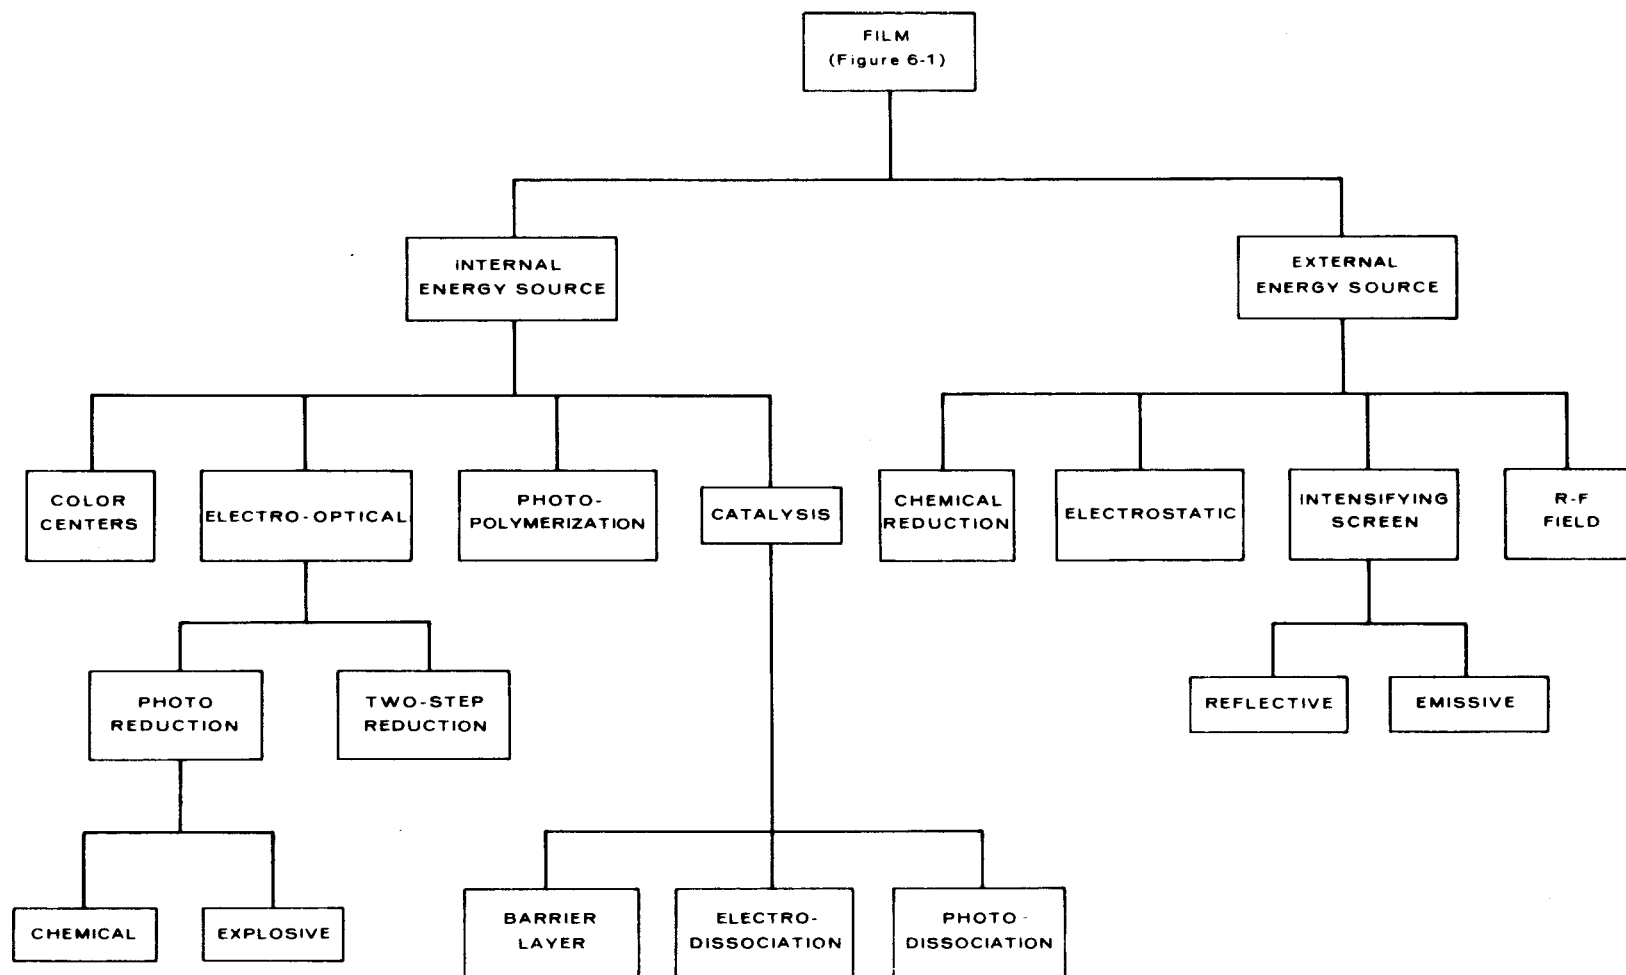 FILM
(Figure 6-1)
INTERNAL
ENERGY SOURCE
EXTERNAL
ENERGY SOURCE
COLOR
CENTERS
ELECTRO-OPTICAL
PHOTO-
POLYMERIZATION
CATALYSIS
CHEMICAL
REDUCTION
ELECTROSTATIC
INTENSIFYING
SCREEN
R-F
FIELD
PHOTO
REDUCTION
TWO-STEP
REDUCTION
REFLECTIVE
EMISSIVE
CHEMICAL
EXPLOSIVE
BARRIER
LAYER
ELECTRO-
DISSOCIATION
PHOTO-
DISSOCIATION